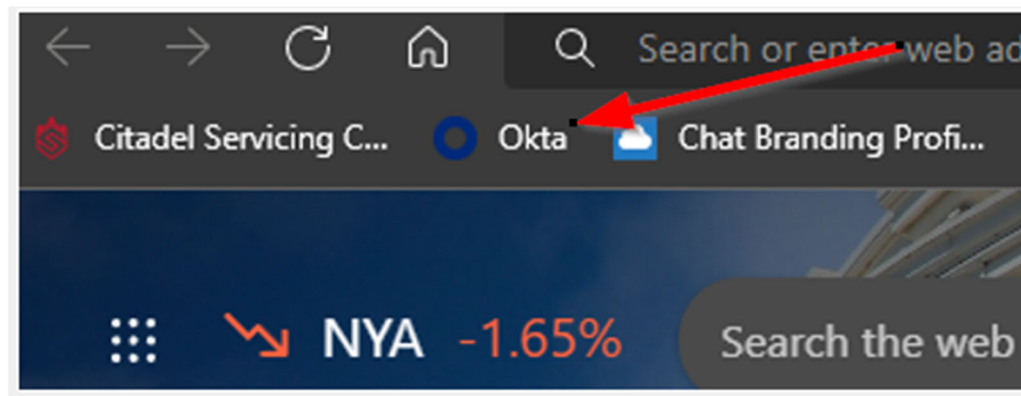 Search or enter web ad
Citadel Servicing C... Okta Chat Branding Profi...
NYA -1.65% Search the web